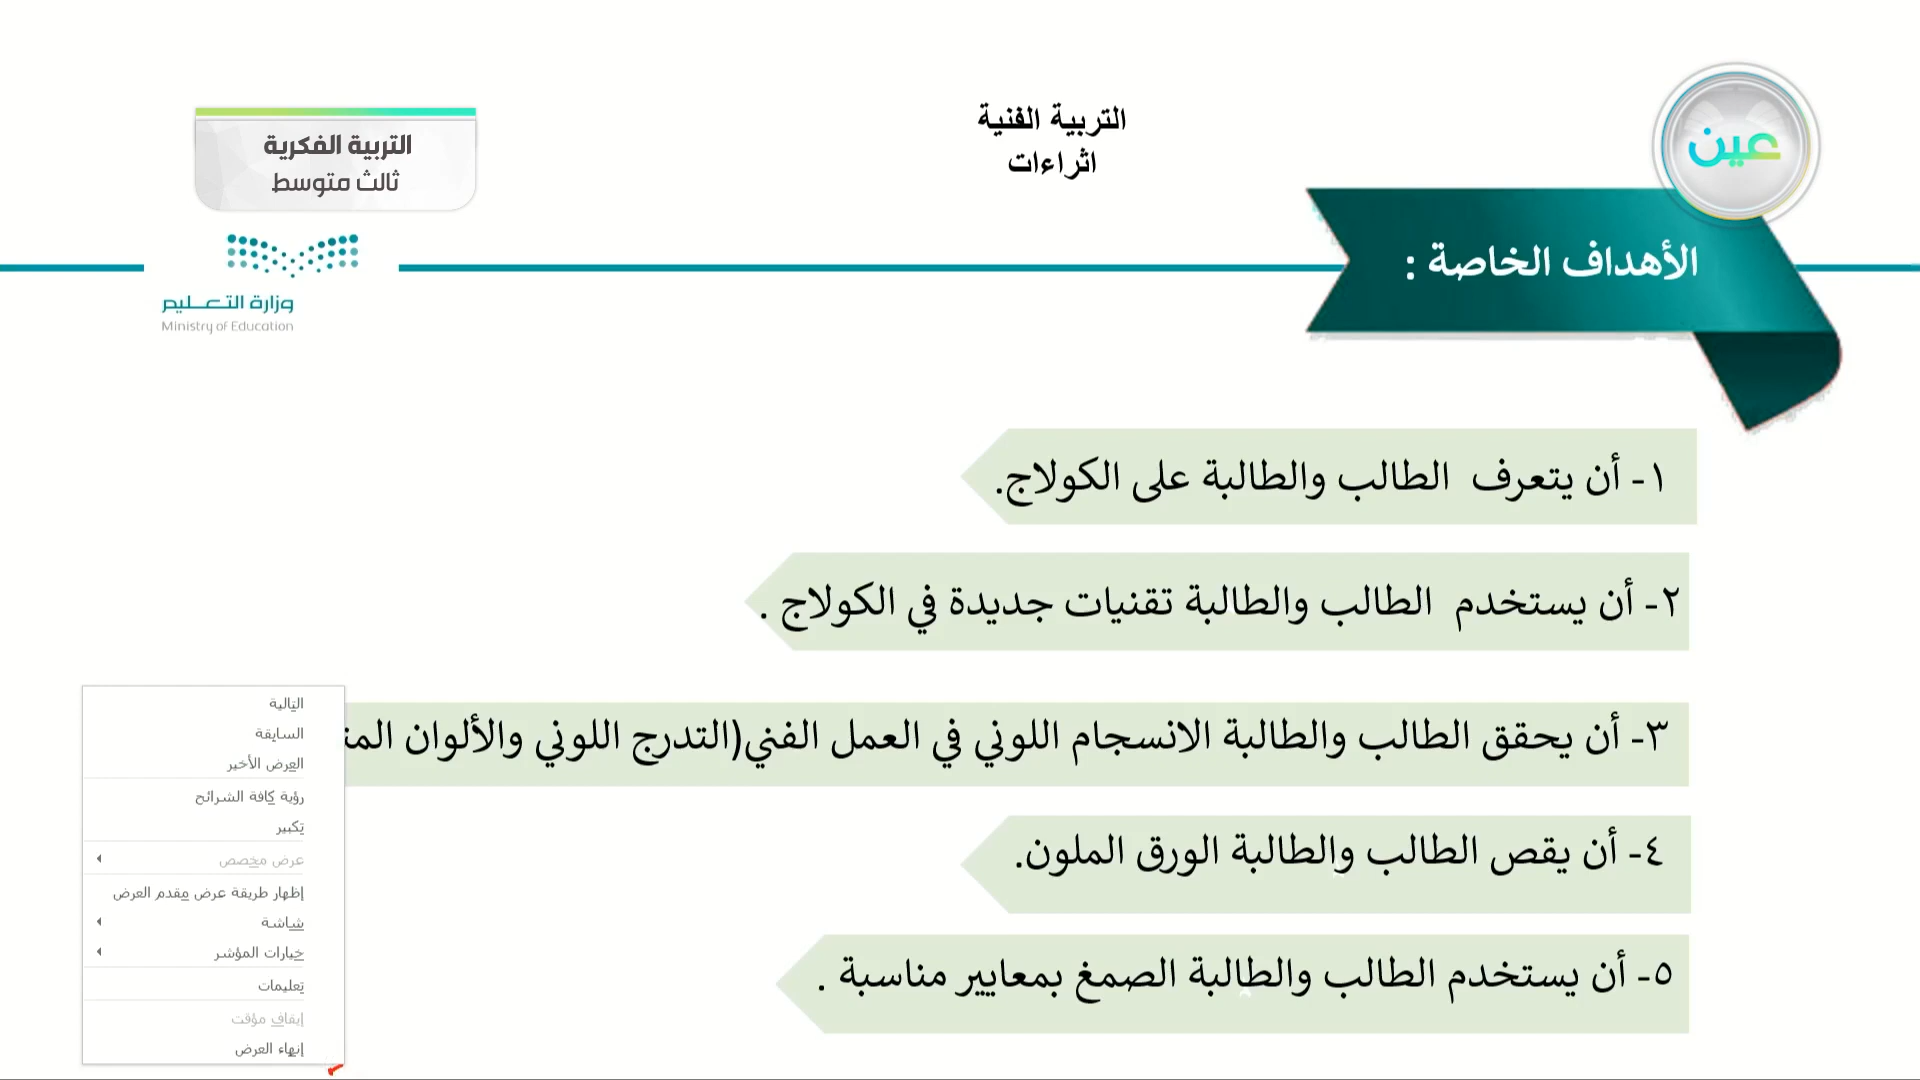 عين
التربية الفنية
اثراءات
التربية الفكرية
ثالث متوسط
وزارة التعليم
Ministry of Education
الأهداف الخاصة :
١- أن يتعرف الطالب والطالبة على الكولاج.
٢- أن يستخدم الطالب والطالبة تقنيات جديدة في الكولاج .
٣- أن يحقق الطالب والطالبة الانسجام اللوني في العمل الفني(التدرج اللوني والألوان
٤- أن يقص الطالب والطالبة الورق الملون.
٥- أن يستخدم الطالب والطالبة الصمغ بمعايير مناسبة .
التالية
السابقة
العرض الأخير
رؤية كافة الشرائح
تكبير
عرض مخصص
إظهار طريقة عرض مقدم العرض
شاشة
خيارات المؤشر
تعليمات
إيقاف مؤقت
إنهاء العرض